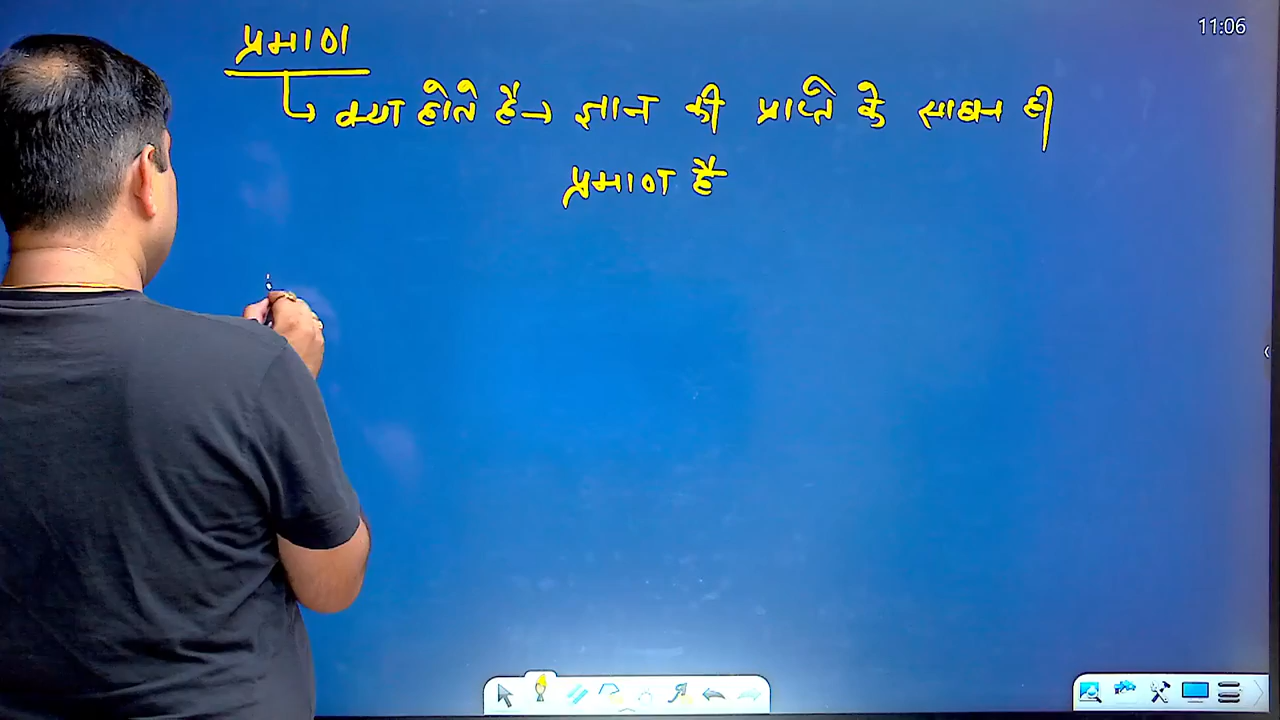 11:06
प्रमाण
क्या होते है→ ज्ञान की प्राप्ति के साधन ही
प्रमाण है